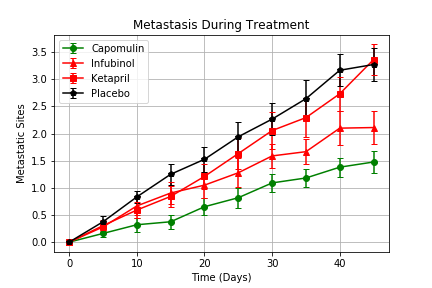 Metastasis During Treatment
Capomulin
Infubinol
Ketapril
Placebo
Metastatic Sites
3.5
3.0
2.5
2.0
1.5
1.0
0.5
0.0
0 10 20 30 40
Time (Days)